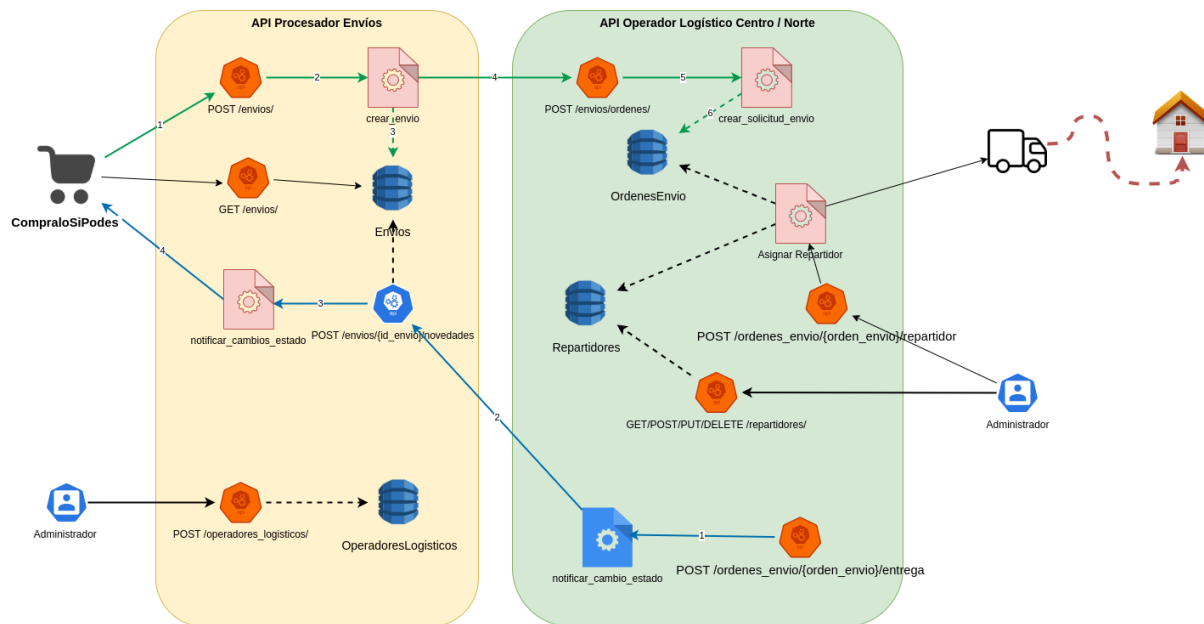 API Procesador Envíos
API Operador Logístico Centro / Norte
1
2
4
5
POST /envios/
crear_envio
3
POST /envios/ordenes/
crear_solicitud_envio
6
CompraloSiPodes
GET /envios/
Envíos
OrdenesEnvio
Asignar Repartidor
4
3
notificar_cambios_estado
POST /envios/{id_envio}/novedades
Repartidores
POST /ordenes_envio/{orden_envio}/repartidor
GET/POST/PUT/DELETE /repartidores/
Administrador
2
Administrador
POST /operadores_logisticos/
OperadoresLogisticos
1
notificar_cambio_estado
POST /ordenes_envio/{orden_envio}/entrega